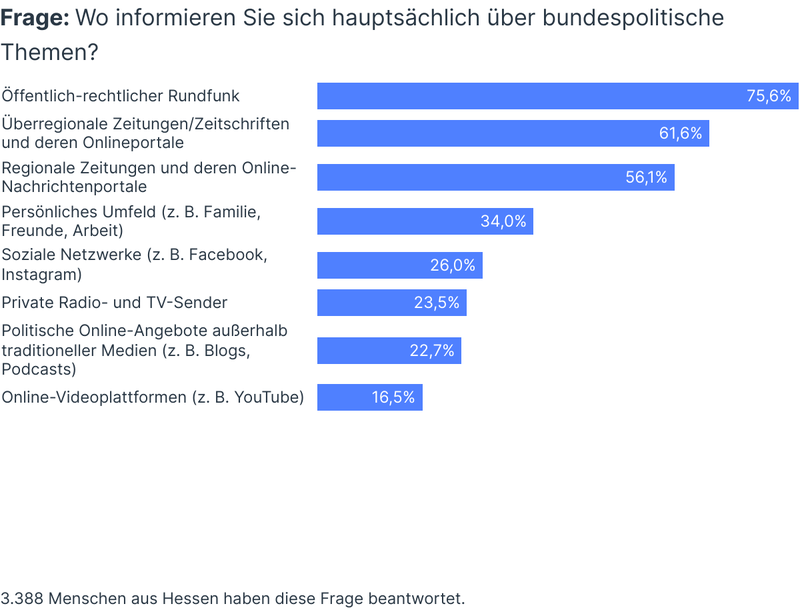 Frage: Wo informieren Sie sich hauptsächlich über bundespolitische
Themen?
Öffentlich-rechtlicher Rundfunk
75,6%
Überregionale Zeitungen/Zeitschriften
und deren Onlineportale
61,6%
Regionale Zeitungen und deren Online-
Nachrichtenportale
56,1%
Persönliches Umfeld (z. B. Familie,
Freunde, Arbeit)
34,0%
Soziale Netzwerke (z. B. Facebook,
Instagram)
26,0%
Private Radio- und TV-Sender
23,5%
Politische Online-Angebote außerhalb
traditioneller Medien (z. B. Blogs,
Podcasts)
22,7%
Online-Videoplattformen (z. B. YouTube)
16,5%
3.388 Menschen aus Hessen haben diese Frage beantwortet.